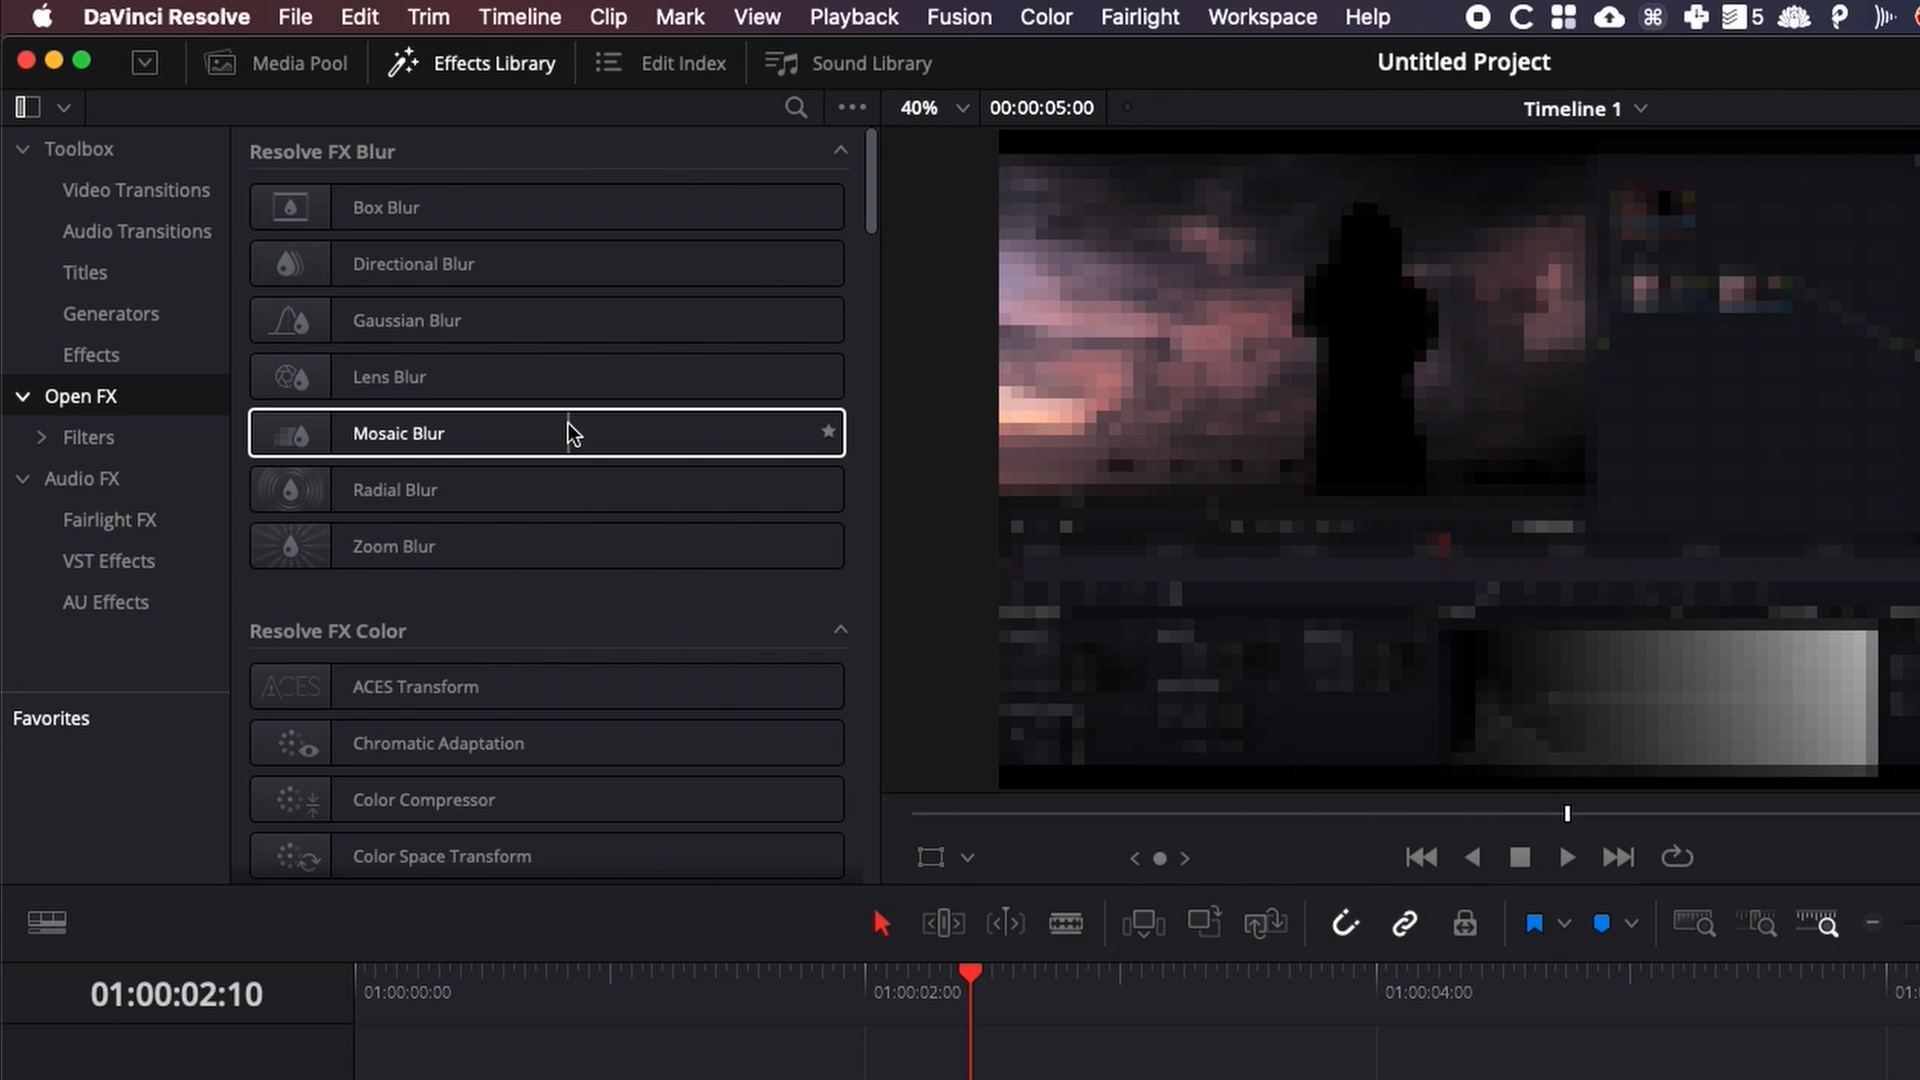 DaVinci Resolve File Edit Trim Timeline Clip Mark View Playback Fusion Color Fairlight Workspace Help 5
Media Pool Effects Library Edit Index Sound Library Untitled Project
40% 00:00:05:00 Timeline 1
Toolbox
Video Transitions
Audio Transitions
Titles
Generators
Effects
Open FX
Filters
Audio FX
Fairlight FX
VST Effects
AU Effects
Favorites
Resolve FX Blur
Box Blur
Directional Blur
Gaussian Blur
Lens Blur
Mosaic Blur
Radial Blur
Zoom Blur
Resolve FX Color
ACES ACES Transform
Chromatic Adaptation
Color Compressor
Color Space Transform
01:00:02:10
01:00:00:00 01:00:02:00 01:00:04:00 01: